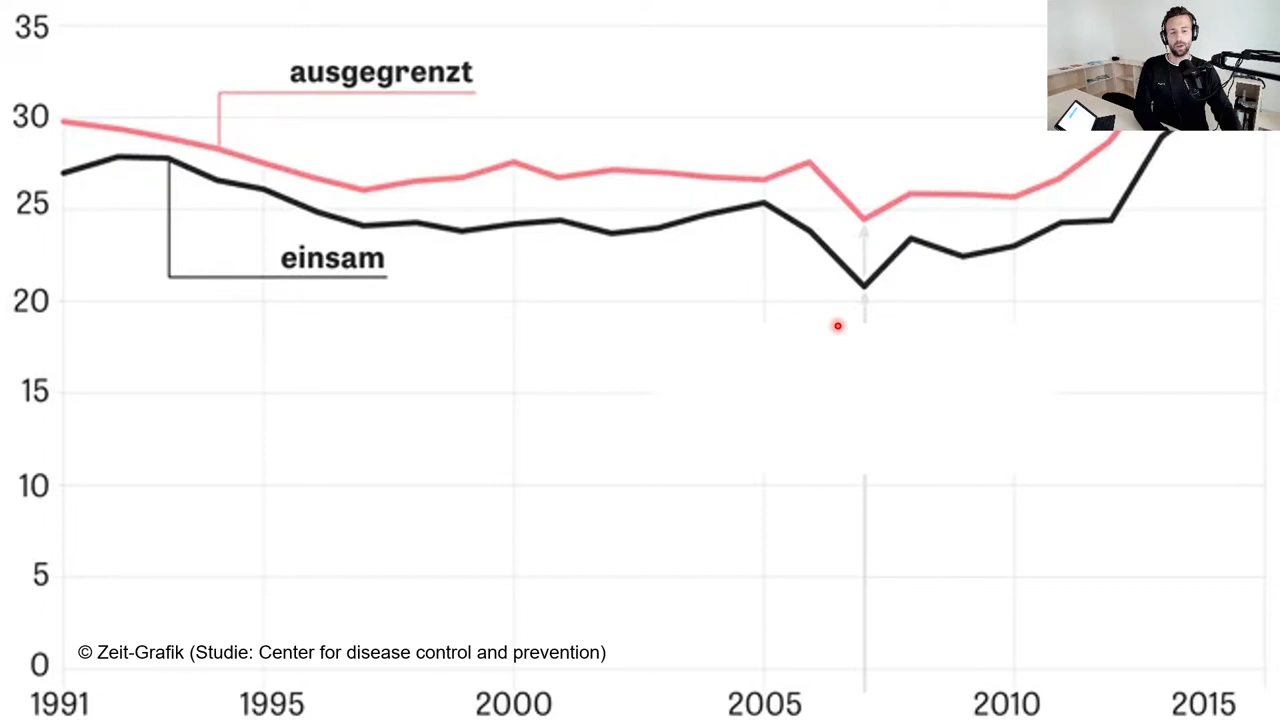 35
ausgegrenzt
30
25
einsam
20
15
10
5
© Zeit-Grafik (Studie: Center for disease control and prevention)
0
1991 1995 2000 2005 2010 2015